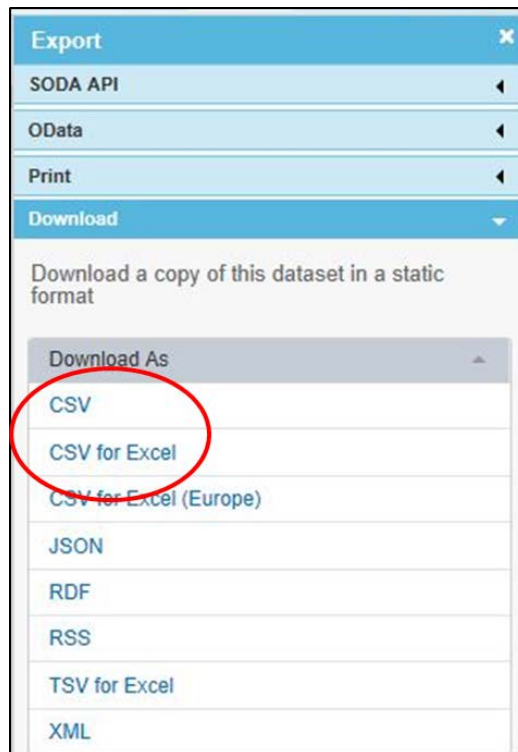 Export
SODA API
OData
Print
Download
Download a copy of this dataset in a static
format
Download As
CSV
CSV for Excel
CSV for Excel (Europe)
JSON
RDF
RSS
TSV for Excel
XML